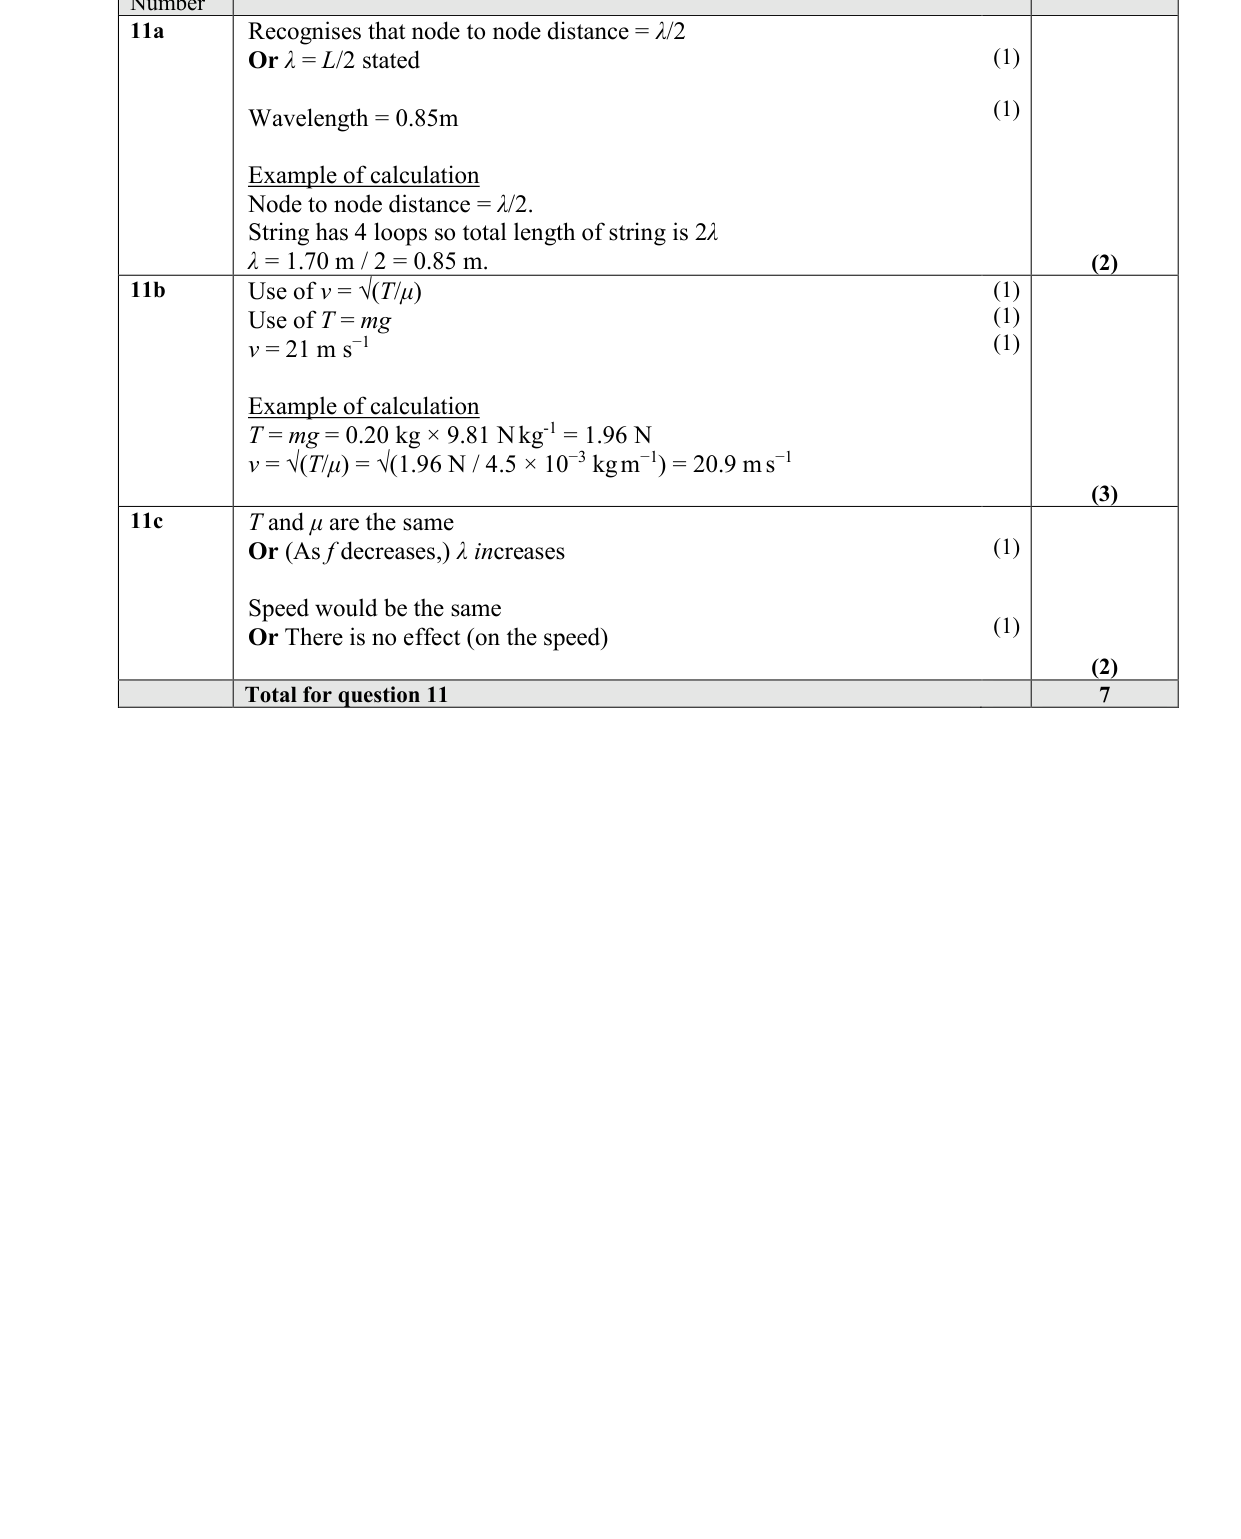 Number
11a Recognises that node to node distance = λ/2
Or λ = L/2 stated (1)
Wavelength = 0.85m (1)
Example of calculation
Node to node distance = λ/2.
String has 4 loops so total length of string is 2λ
λ = 1.70 m / 2 = 0.85 m. (2)
11b Use of v = √(T/μ) (1)
Use of T = mg (1)
v = 21 m s⁻¹ (1)
Example of calculation
T = mg = 0.20 kg × 9.81 N kg⁻¹ = 1.96 N
v = √(T/μ) = √(1.96 N / 4.5 × 10⁻³ kg m⁻¹) = 20.9 m s⁻¹
(3)
11c T and μ are the same
Or (As f decreases,) λ increases (1)
Speed would be the same
Or There is no effect (on the speed) (1)
(2)
Total for question 11 7